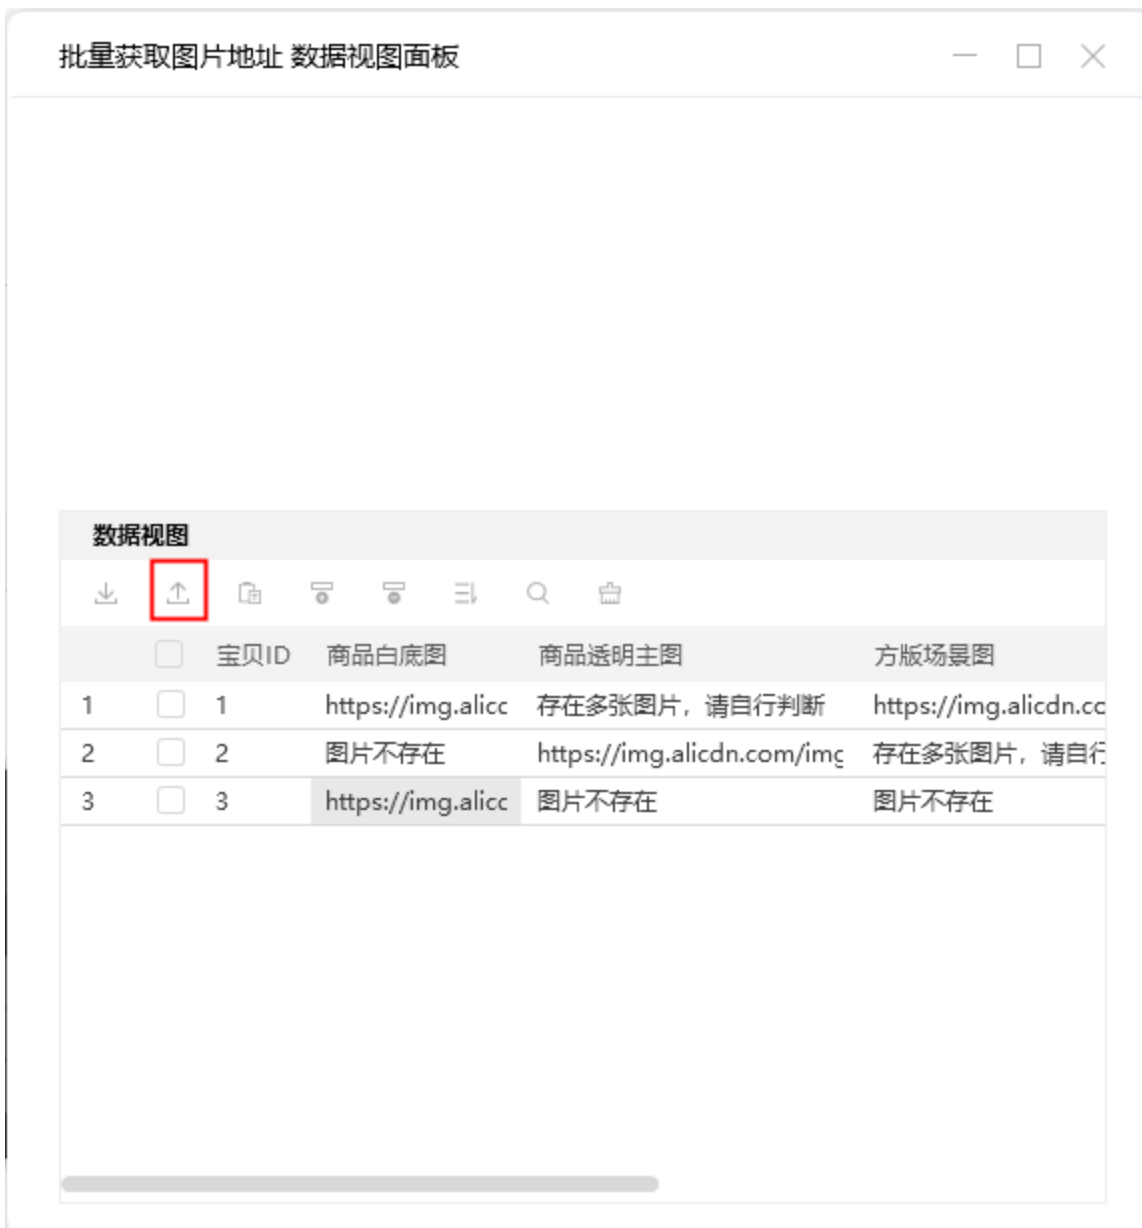 批量获取图片地址 数据视图面板
数据视图
宝贝ID 商品白底图 商品透明主图 方版场景图
1 1 https://img.alicc 存在多张图片，请自行判断 https://img.alicdn.cc
2 2 图片不存在 https://img.alicdn.com/img 存在多张图片，请自行
3 3 https://img.alicc 图片不存在 图片不存在